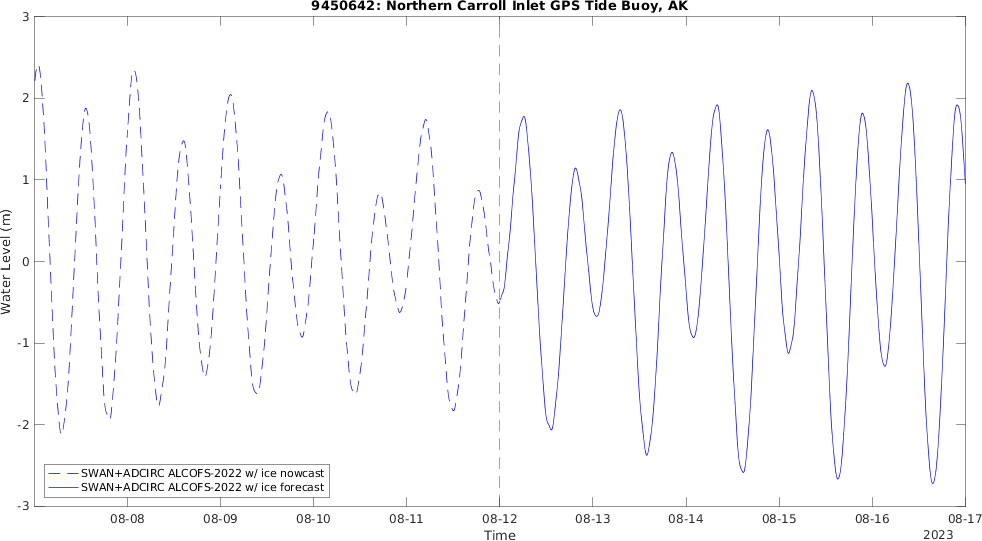 9450642: Northern Carroll Inlet GPS Tide Buoy, AK
3
2
1
0
-1
-2
-3
Water Level (m)
SWAN+ADCIRC ALCOFS-2022 w/ ice nowcast
SWAN+ADCIRC ALCOFS-2022 w/ ice forecast
08-08 08-09 08-10 08-11 08-12 08-13 08-14 08-15 08-16 08-17
Time
2023